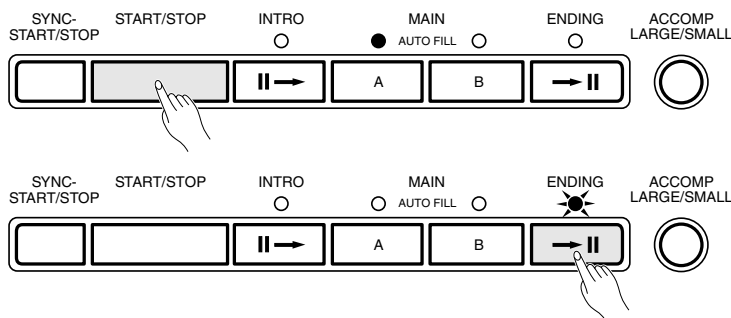 SYNC-
START/STOP
START/STOP
INTRO
MAIN
AUTO FILL
ENDING
ACCOMP
LARGE/SMALL
A
B
SYNC-
START/STOP
START/STOP
INTRO
MAIN
AUTO FILL
ENDING
ACCOMP
LARGE/SMALL
A
B